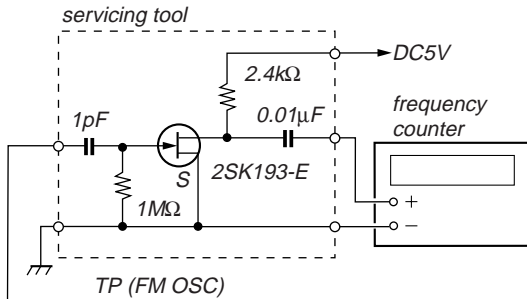 servicing tool
DC5V
2.4kΩ
1pF
0.01μF
frequency
counter
S
2SK193-E
1MΩ
+
–
TP (FM OSC)